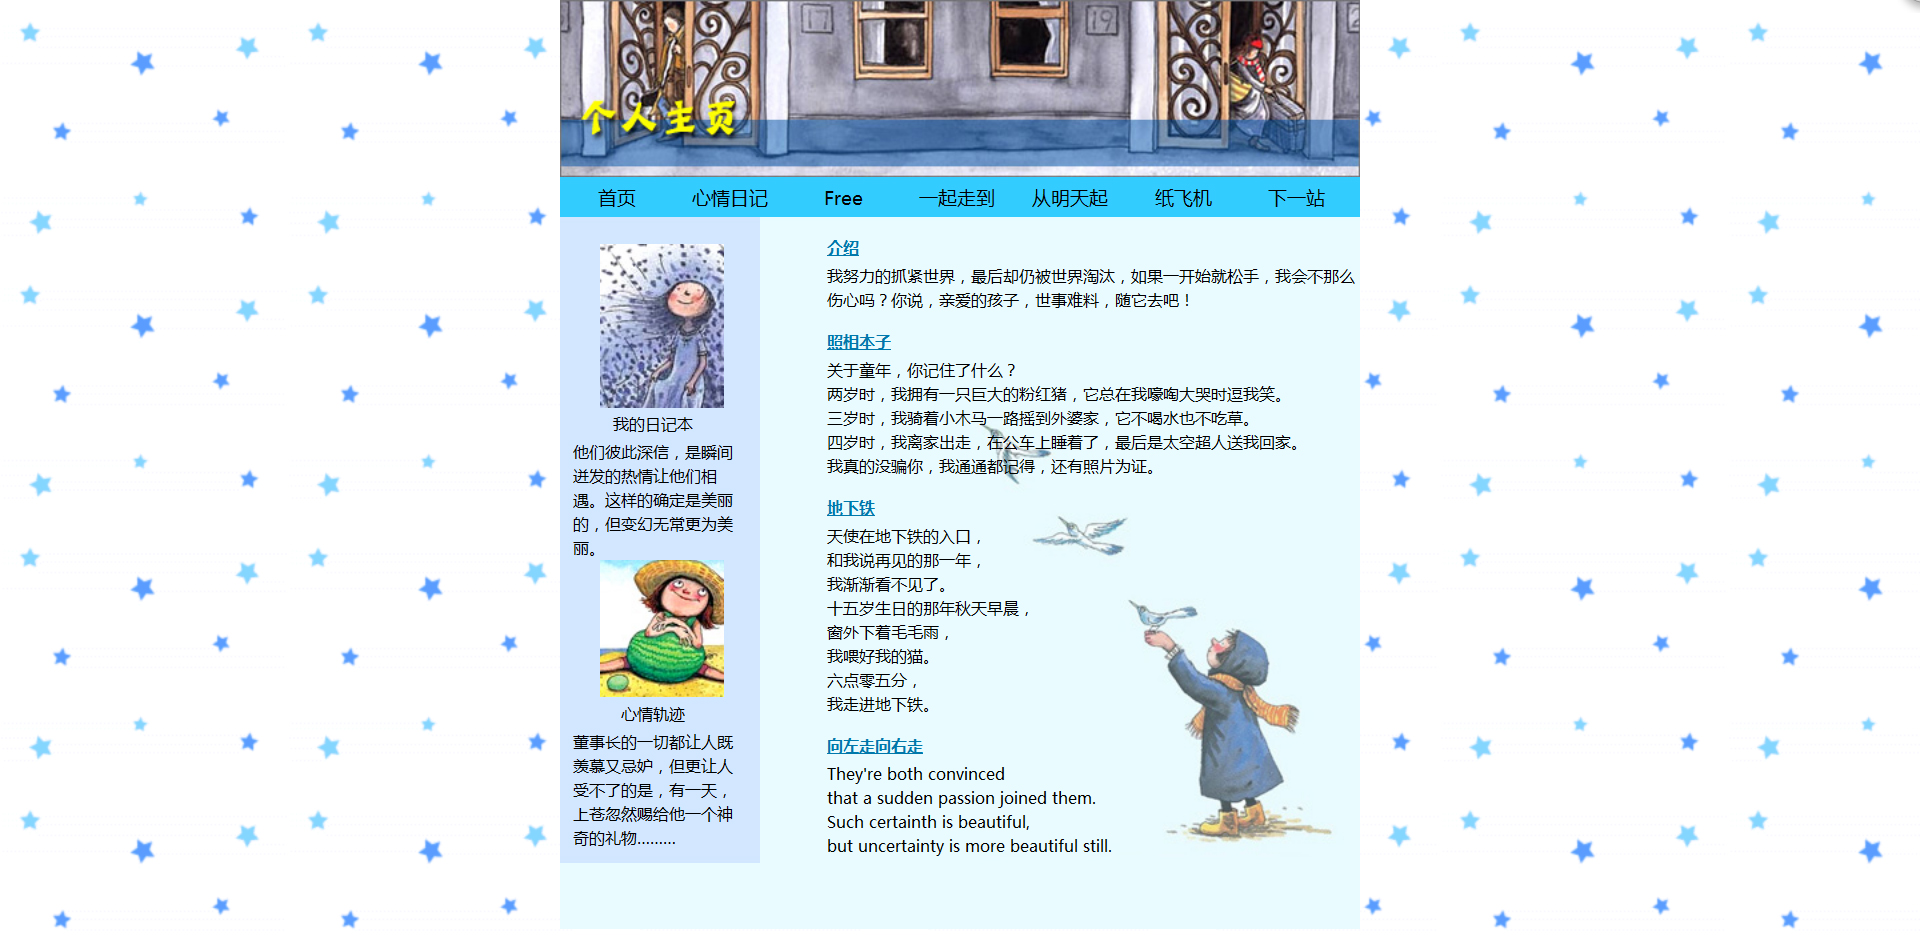 17
19
个人主页
首页 心情日记 Free 一起走到 从明天起 纸飞机 下一站
我的日记本
他们彼此深信，是瞬间
迸发的热情让他们相
遇。这样的确定是美丽
的，但变幻无常更为美
丽。
心情轨迹
董事长的一切都让人既
羡慕又忌妒，但更让人
受不了的是，有一天，
上苍忽然赐给他一个神
奇的礼物………
介绍
我努力的抓紧世界，最后却仍被世界淘汰，如果一开始就松手，我会不那么
伤心吗？你说，亲爱的孩子，世事难料，随它去吧！
照相本子
关于童年，你记住了什么？
两岁时，我拥有一只巨大的粉红猪，它总在我嚎啕大哭时逗我笑。
三岁时，我骑着小木马一路摇到外婆家，它不喝水也不吃草。
四岁时，我离家出走，在公车上睡着了，最后是太空超人送我回家。
我真的没骗你，我通通都记得，还有照片为证。
地下铁
天使在地下铁的入口，
和我说再见的那一年，
我渐渐看不见了。
十五岁生日的那年秋天早晨，
窗外下着毛毛雨，
我喂好我的猫。
六点零五分，
我走进地下铁。
向左走向右走
They're both convinced
that a sudden passion joined them.
Such certainth is beautiful,
but uncertainty is more beautiful still.